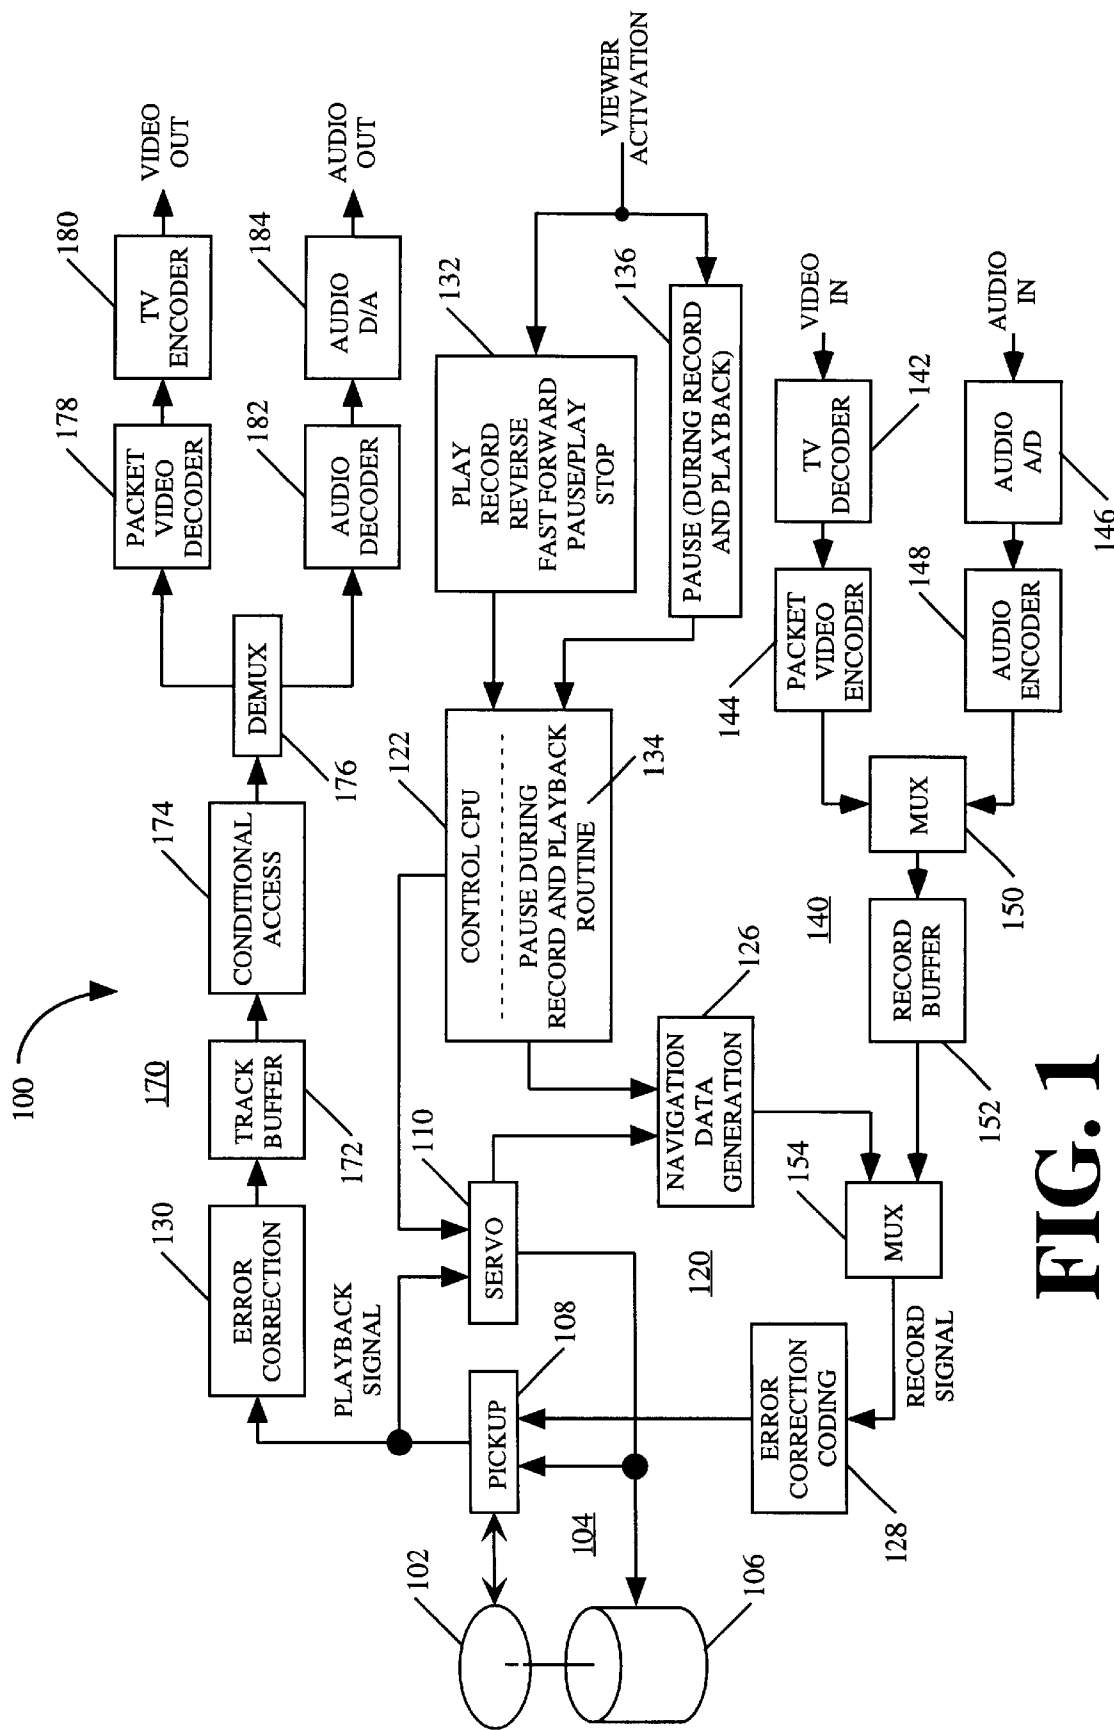 100
170
130
ERROR
CORRECTION
TRACK
BUFFER
172
174
CONDITIONAL
ACCESS
DEMUX
176
178
PACKET
VIDEO
DECODER
180
TV
ENCODER
VIDEO
OUT
182
AUDIO
DECODER
184
AUDIO
D/A
AUDIO
OUT
PLAYBACK
SIGNAL
102
104
106
PICKUP
108
SERVO
110
120
122
CONTROL CPU
PAUSE DURING
RECORD AND PLAYBACK
ROUTINE
134
132
PLAY
RECORD
REVERSE
FAST FORWARD
PAUSE/PLAY
STOP
136
PAUSE (DURING RECORD
AND PLAYBACK)
VIEWER
ACTIVATION
126
NAVIGATION
DATA
GENERATION
128
ERROR
CORRECTION
CODING
RECORD
SIGNAL
154
MUX
140
RECORD
BUFFER
152
MUX
150
144
PACKET
VIDEO
ENCODER
TV
DECODER
142
VIDEO
IN
148
AUDIO
ENCODER
AUDIO
A/D
146
AUDIO
IN
FIG. 1